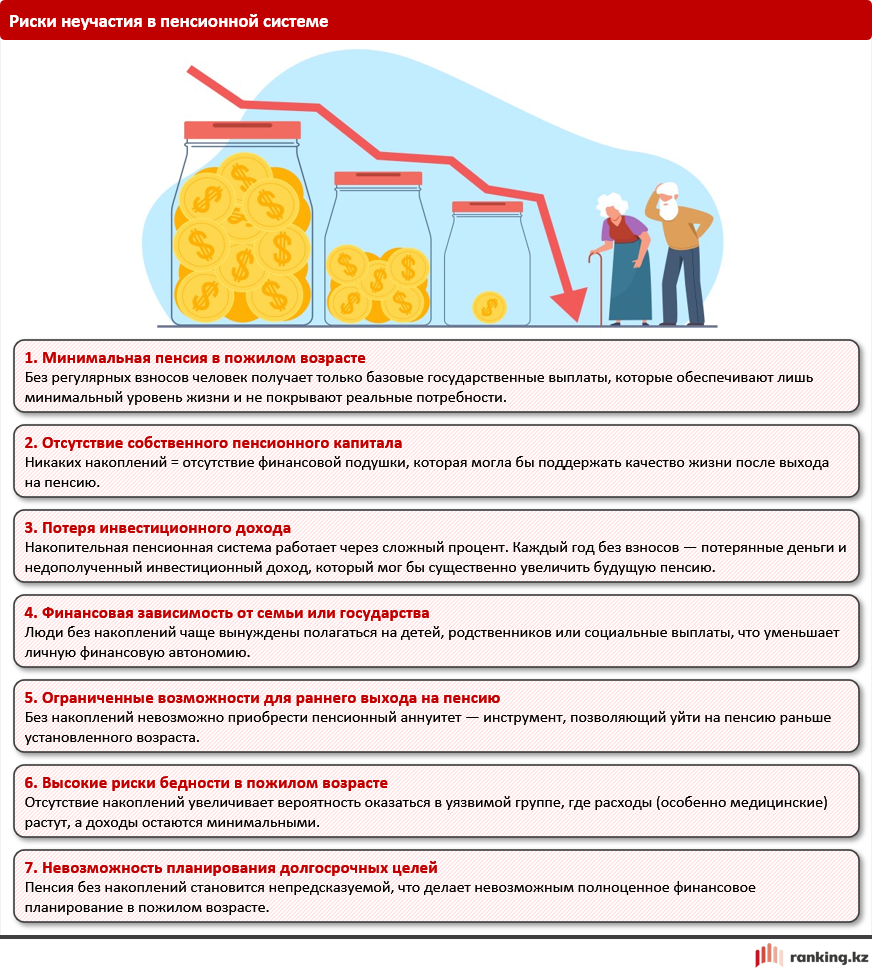 Риски неучастия в пенсионной системе
1. Минимальная пенсия в пожилом возрасте
Без регулярных взносов человек получает только базовые государственные выплаты, которые обеспечивают лишь
минимальный уровень жизни и не покрывают реальные потребности.
2. Отсутствие собственного пенсионного капитала
Никаких накоплений = отсутствие финансовой подушки, которая могла бы поддержать качество жизни после выхода
на пенсию.
3. Потеря инвестиционного дохода
Накопительная пенсионная система работает через сложный процент. Каждый год без взносов — потерянные деньги и
недополученный инвестиционный доход, который мог бы существенно увеличить будущую пенсию.
4. Финансовая зависимость от семьи или государства
Люди без накоплений чаще вынуждены полагаться на детей, родственников или социальные выплаты, что уменьшает
личную финансовую автономию.
5. Ограниченные возможности для раннего выхода на пенсию
Без накоплений невозможно приобрести пенсионный аннуитет — инструмент, позволяющий уйти на пенсию раньше
установленного возраста.
6. Высокие риски бедности в пожилом возрасте
Отсутствие накоплений увеличивает вероятность оказаться в уязвимой группе, где расходы (особенно медицинские)
растут, а доходы остаются минимальными.
7. Невозможность планирования долгосрочных целей
Пенсия без накоплений становится непредсказуемой, что делает невозможным полноценное финансовое
планирование в пожилом возрасте.
ranking.kz